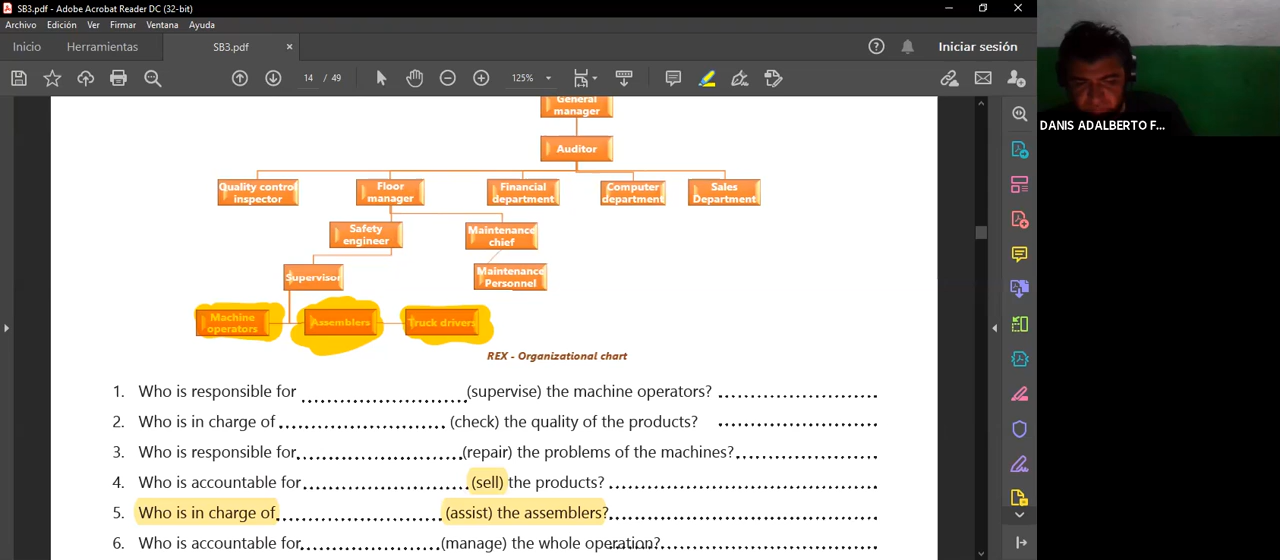 SB3.pdf - Adobe Acrobat Reader DC (32-bit)
Archivo Edición Ver Firmar Ventana Ayuda
Inicio Herramientas SB3.pdf × Iniciar sesión
14 / 49 125%
DANIS ADALBERTO F...
General manager
Auditor
Quality control inspector
Floor manager
Financial department
Computer department
Sales Department
Safety engineer
Maintenance chief
Supervisor
Maintenance Personnel
Machine operators
Assemblers
Truck drivers
REX - Organizational chart
1. Who is responsible for ................................ (supervise) the machine operators? ................................
2. Who is in charge of ................................ (check) the quality of the products? ................................
3. Who is responsible for ................................ (repair) the problems of the machines? ................................
4. Who is accountable for ................................ (sell) the products? ................................
5. Who is in charge of ................................ (assist) the assemblers? ................................
6. Who is accountable for ................................ (manage) the whole operation? ................................